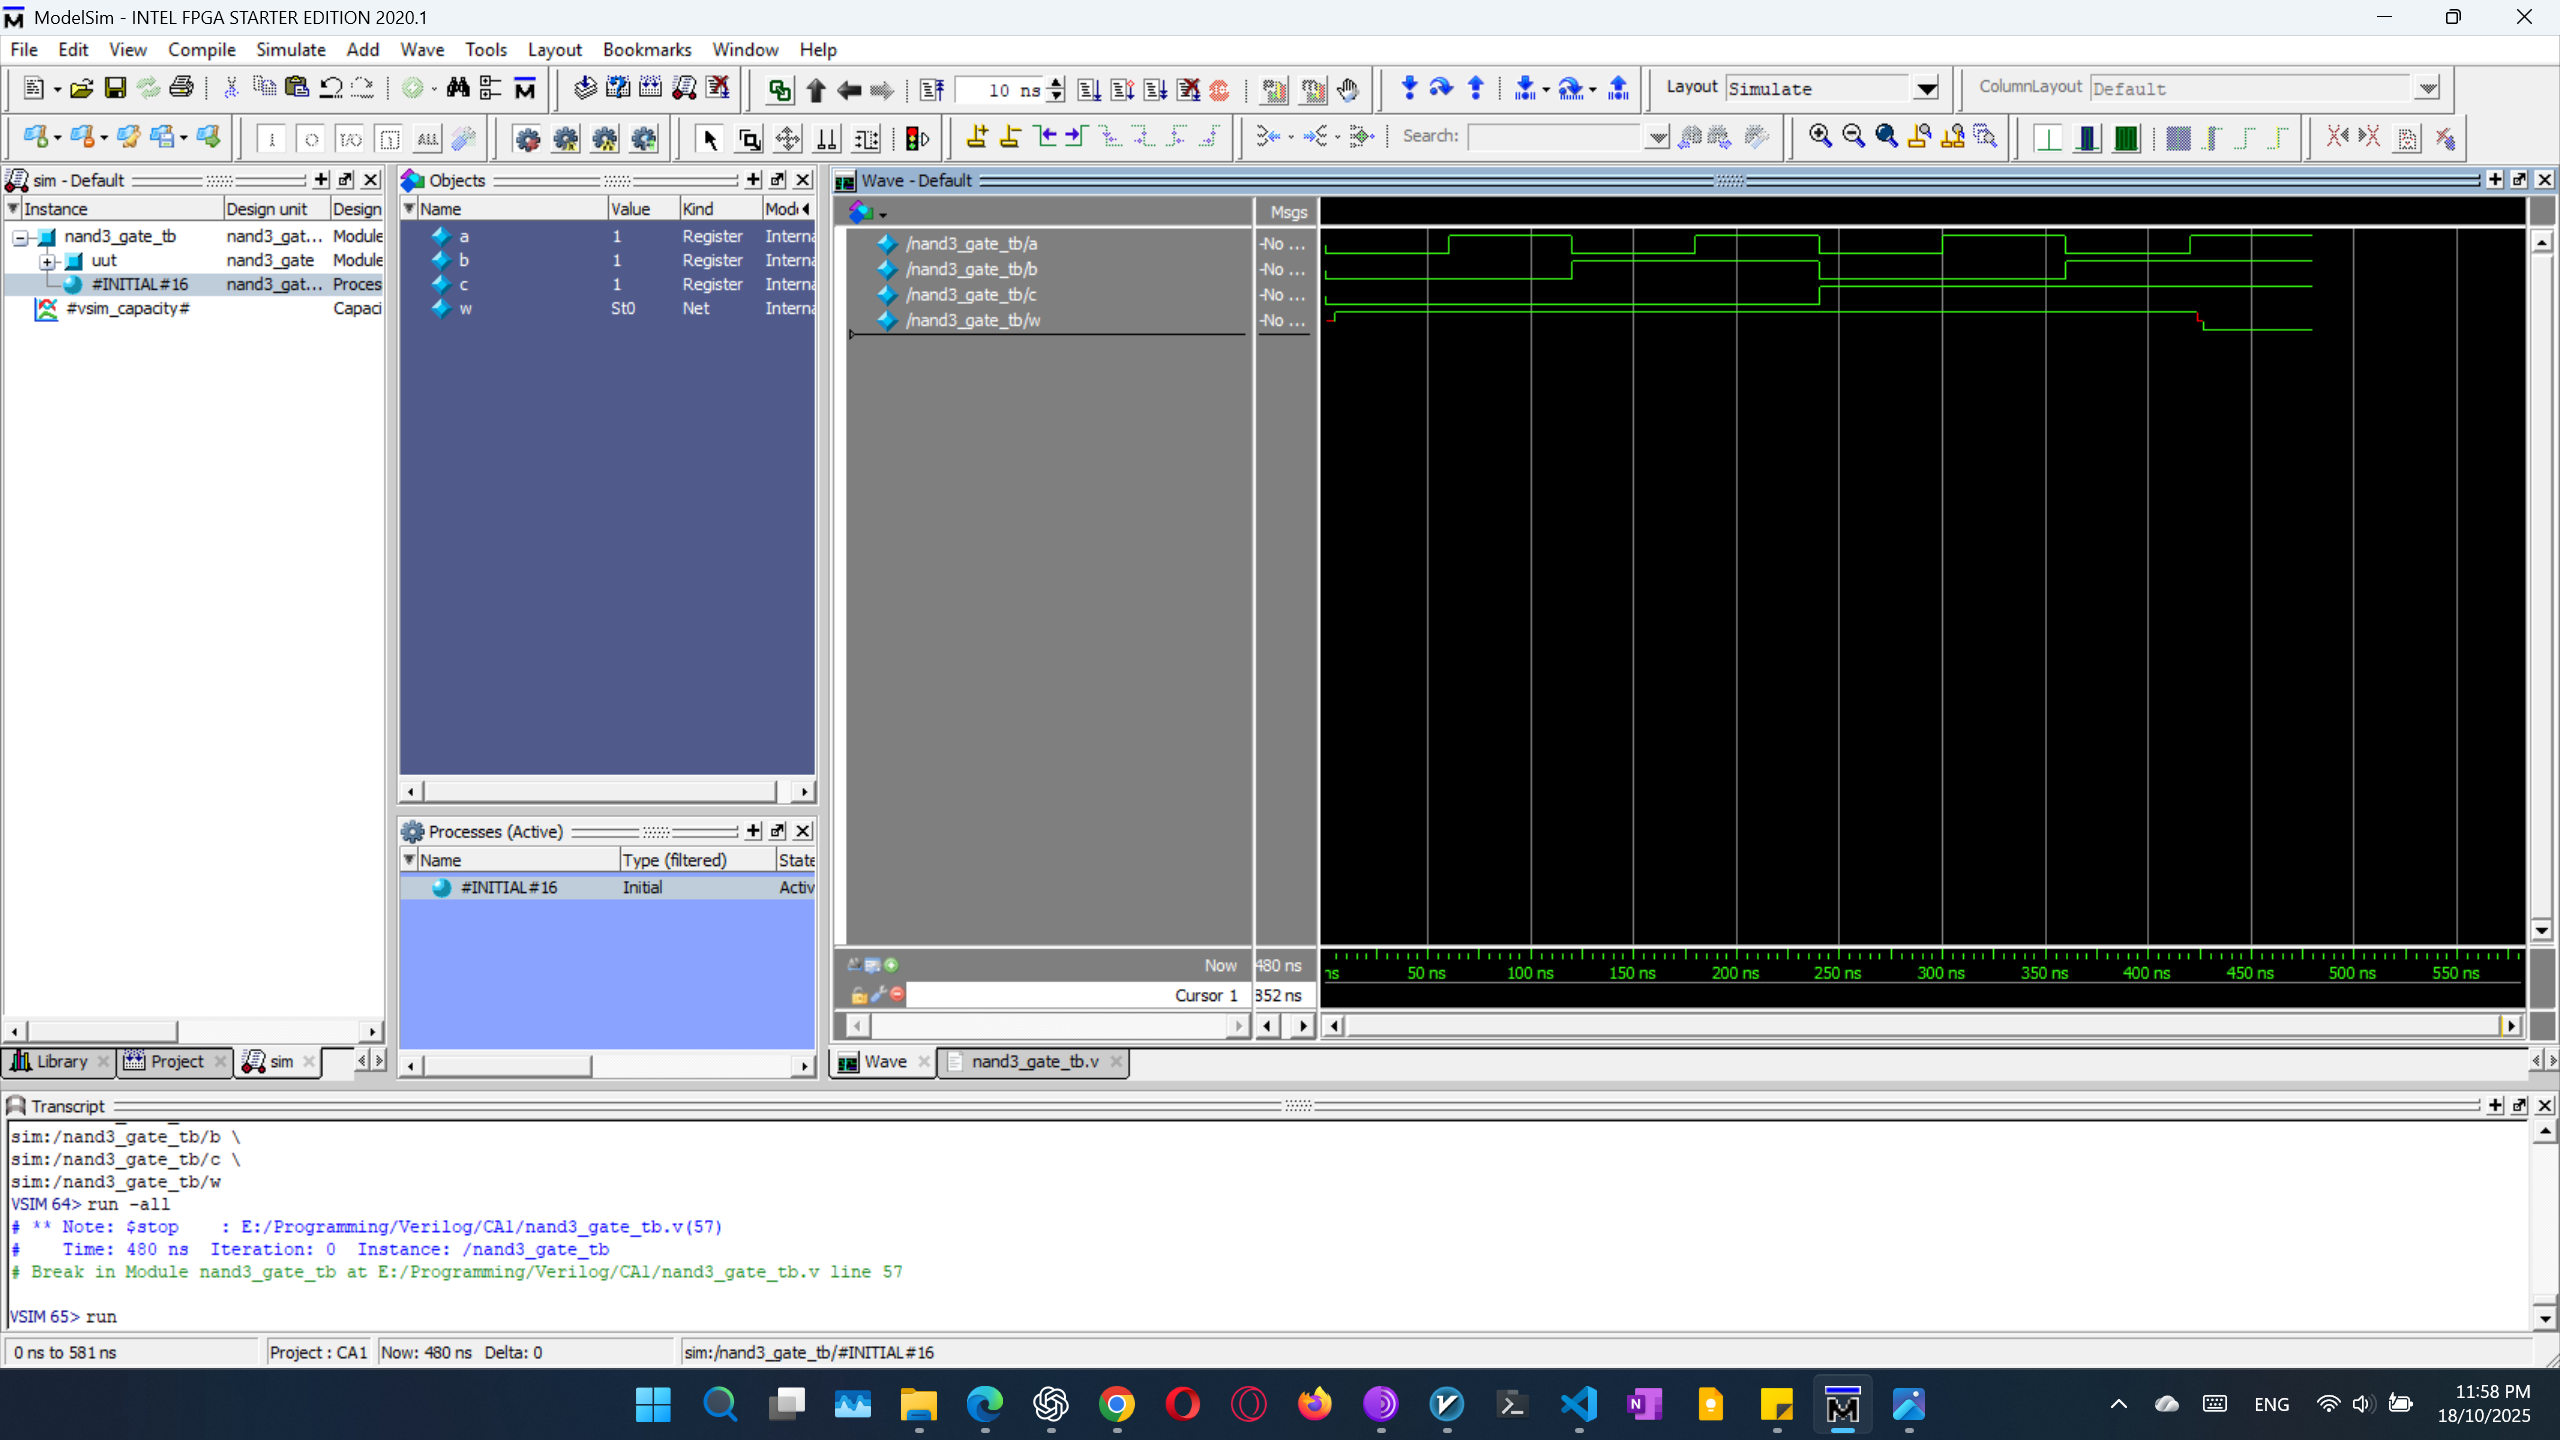 ModelSim - INTEL FPGA STARTER EDITION 2020.1
File Edit View Compile Simulate Add Wave Tools Layout Bookmarks Window Help
10 ns
Layout Simulate
ColumnLayout Default
ALL
Search:
sim - Default
Instance Design unit Design
nand3_gate_tb nand3_gat... Module
uut nand3_gate Module
#INITIAL#16 nand3_gat... Proces
#vsim_capacity# Capaci
Library Project sim
Objects
Name Value Kind Mod
a 1 Register Interna
b 1 Register Interna
c 1 Register Interna
w St0 Net Interna
Processes (Active)
Name Type (filtered) State
#INITIAL#16 Initial Activ
Wave - Default
Msgs
/nand3_gate_tb/a -No ...
/nand3_gate_tb/b -No ...
/nand3_gate_tb/c -No ...
/nand3_gate_tb/w -No ...
Now 480 ns
ns 50 ns 100 ns 150 ns 200 ns 250 ns 300 ns 350 ns 400 ns 450 ns 500 ns 550 ns
Cursor 1 352 ns
Wave nand3_gate_tb.v
Transcript
sim:/nand3_gate_tb/b \
sim:/nand3_gate_tb/c \
sim:/nand3_gate_tb/w
VSIM 64> run -all
# ** Note: $stop    : E:/Programming/Verilog/CA1/nand3_gate_tb.v(57)
#    Time: 480 ns  Iteration: 0  Instance: /nand3_gate_tb
# Break in Module nand3_gate_tb at E:/Programming/Verilog/CA1/nand3_gate_tb.v line 57
VSIM 65> run
0 ns to 581 ns Project : CA1 Now: 480 ns Delta: 0 sim:/nand3_gate_tb/#INITIAL#16
ENG
11:58 PM
18/10/2025